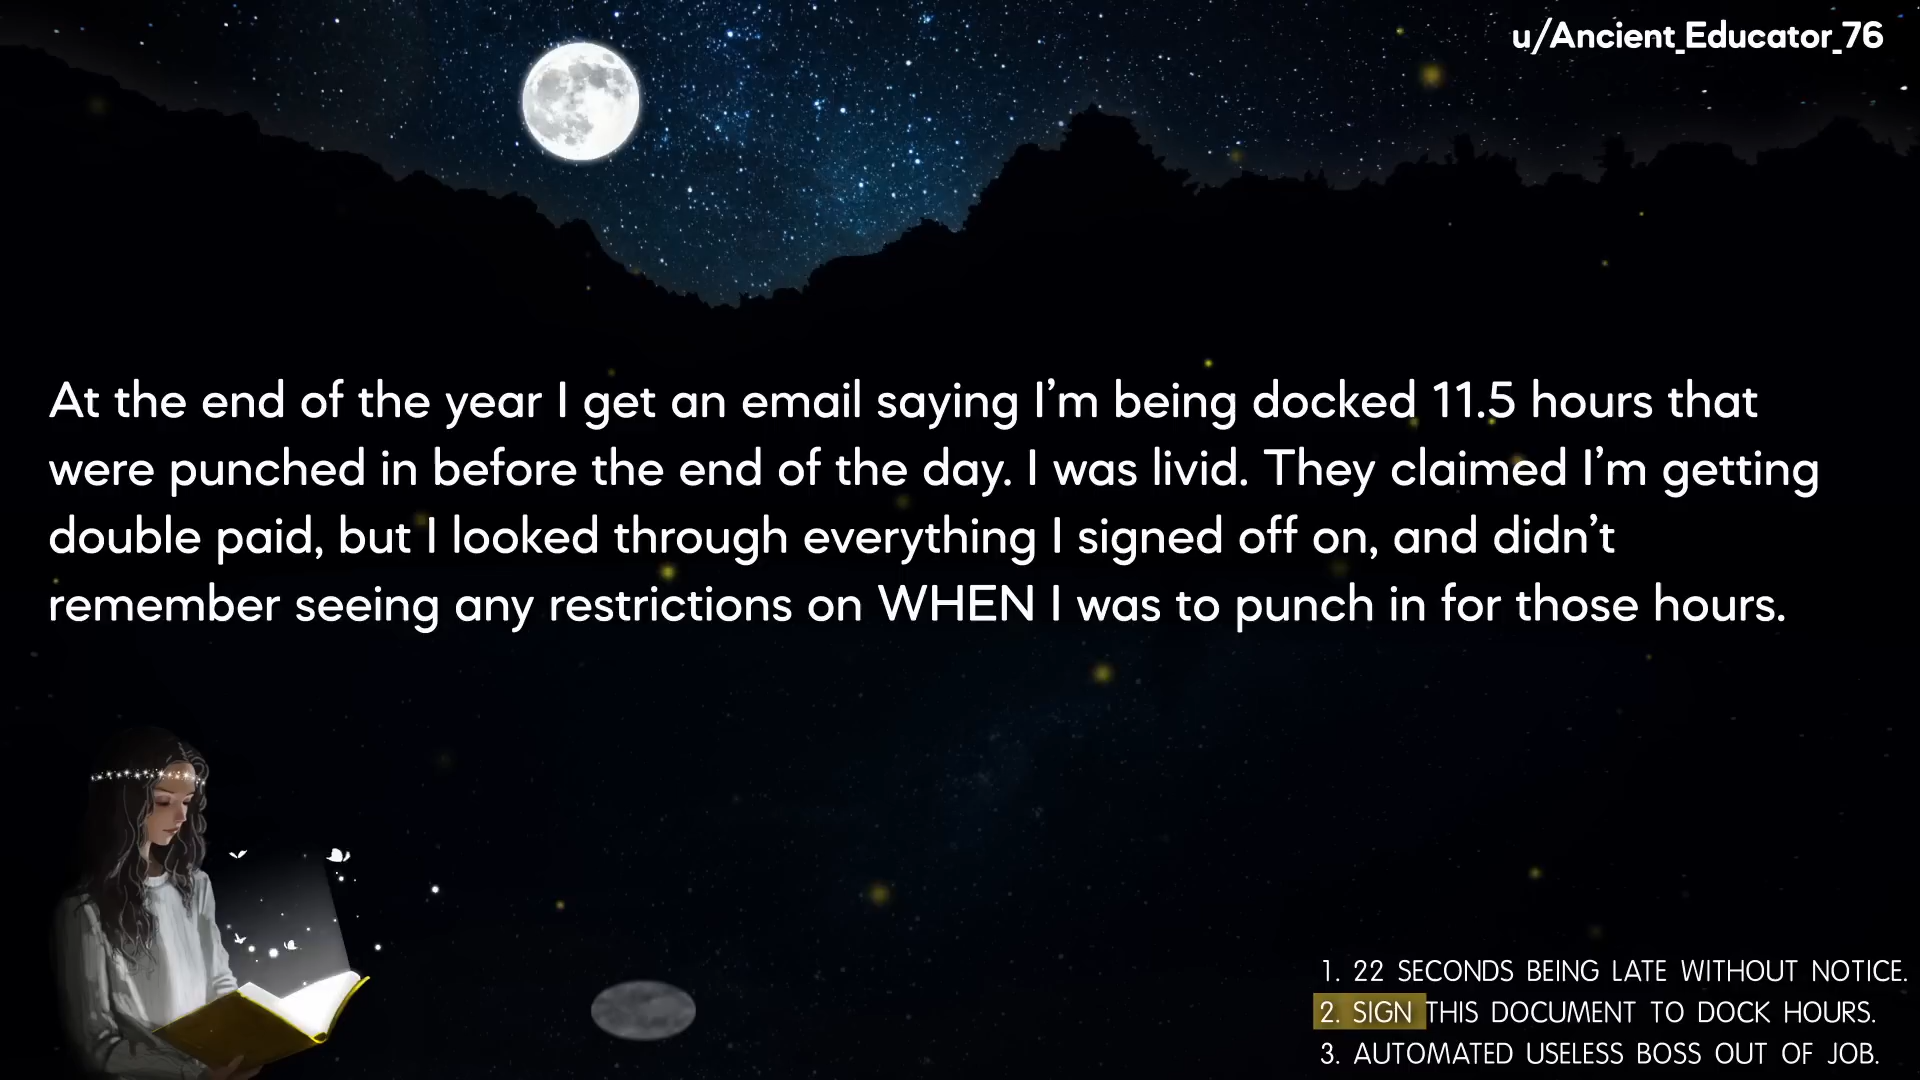 u/Ancient_Educator_76
At the end of the year I get an email saying I’m being docked 11.5 hours that
were punched in before the end of the day. I was livid. They claimed I’m getting
double paid, but I looked through everything I signed off on, and didn’t
remember seeing any restrictions on WHEN I was to punch in for those hours.
1. 22 SECONDS BEING LATE WITHOUT NOTICE.
2. SIGN THIS DOCUMENT TO DOCK HOURS.
3. AUTOMATED USELESS BOSS OUT OF JOB.